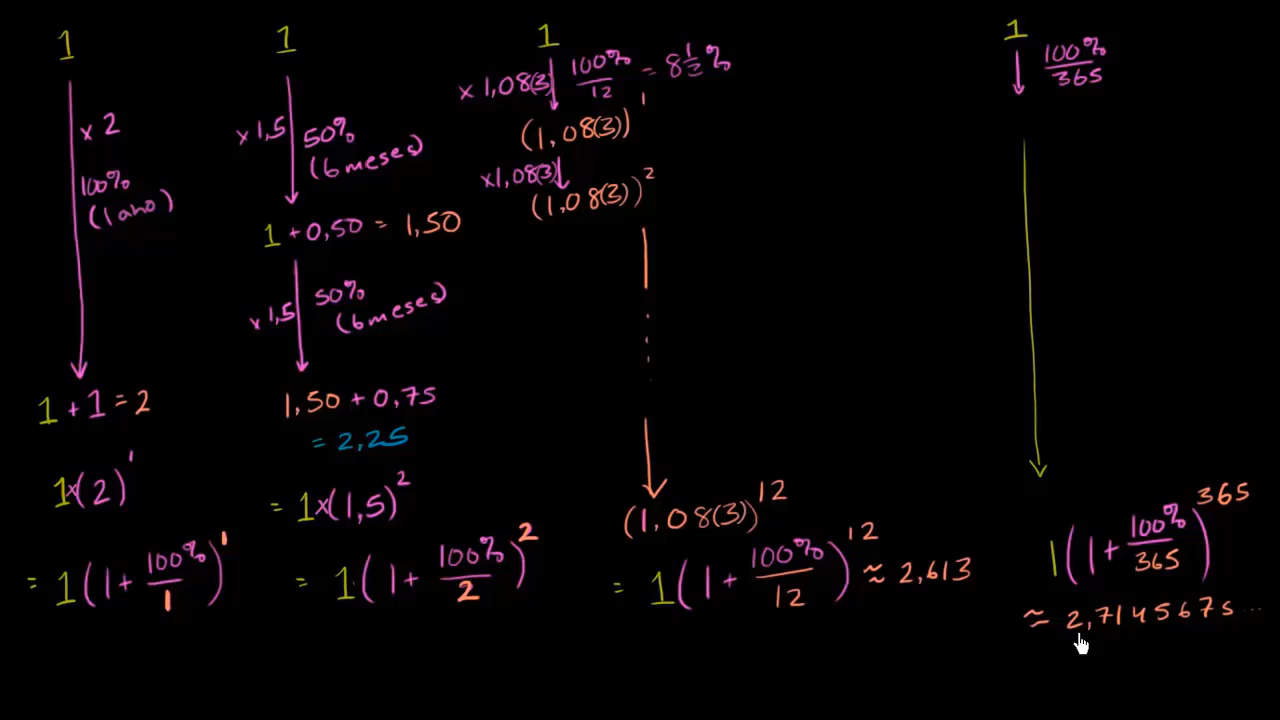 1
x 2
100%
(1 ano)
1 + 1 = 2
1x(2)^1
= 1(1 + 100%/1)^1
1
x 1,5
50%
(6 meses)
1 + 0,50 = 1,50
x 1,5
50%
(6 meses)
1,50 + 0,75
= 2,25
= 1x(1,5)^2
= 1·(1 + 100%/2)^2
1
x 1,08(3)
100%/12 = 8 1/3 %
(1,08(3))^1
x1,08(3)
(1,08(3))^2
(1,08(3))^12
= 1(1 + 100%/12)^12 ≈ 2,613
1
100%/365
1(1 + 100%/365)^365
≈ 2,7145675...